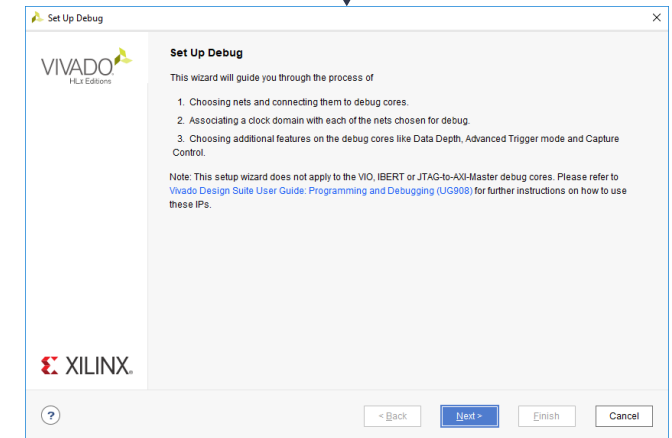 Set Up Debug
VIVADO
HLx Editions
Set Up Debug
This wizard will guide you through the process of
1. Choosing nets and connecting them to debug cores.
2. Associating a clock domain with each of the nets chosen for debug.
3. Choosing additional features on the debug cores like Data Depth, Advanced Trigger mode and Capture
Control.
Note: This setup wizard does not apply to the VIO, IBERT or JTAG-to-AXI-Master debug cores. Please refer to
Vivado Design Suite User Guide: Programming and Debugging (UG908) for further instructions on how to use
these IPs.
XILINX.
?
< Back
Next >
Finish
Cancel